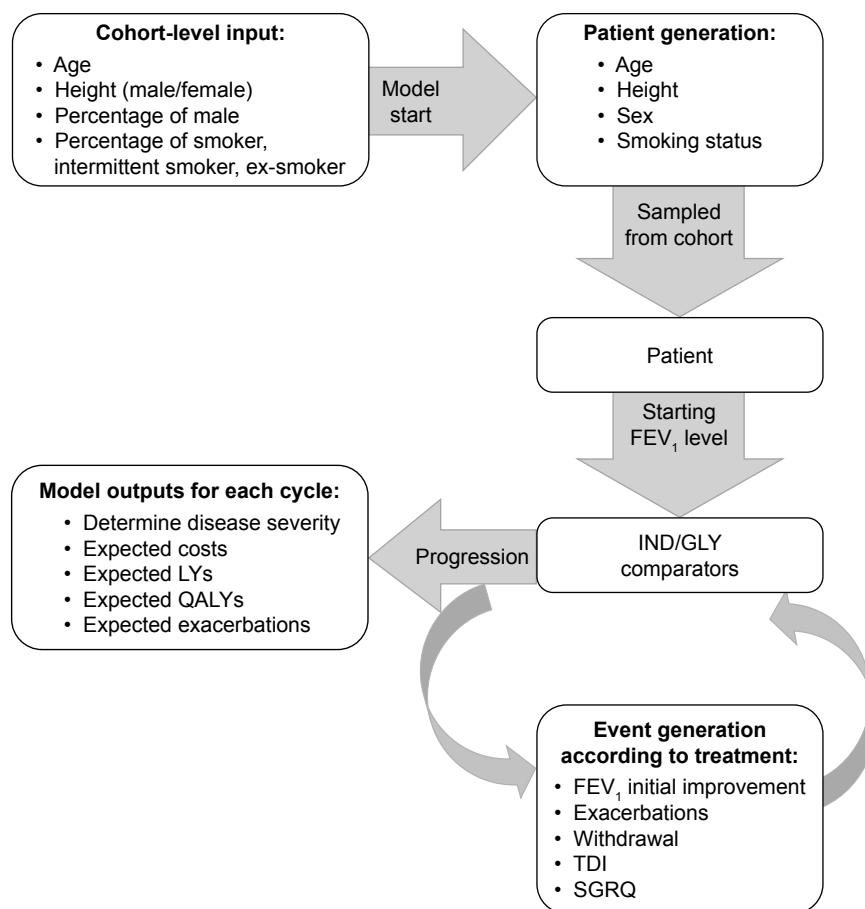 Cohort-level input:
• Age
• Height (male/female)
• Percentage of male
• Percentage of smoker,
intermittent smoker, ex-smoker
Model
start
Patient generation:
• Age
• Height
• Sex
• Smoking status
Sampled
from cohort
Patient
Starting
FEV₁ level
IND/GLY
comparators
Progression
Model outputs for each cycle:
• Determine disease severity
• Expected costs
• Expected LYs
• Expected QALYs
• Expected exacerbations
Event generation
according to treatment:
• FEV₁ initial improvement
• Exacerbations
• Withdrawal
• TDI
• SGRQ